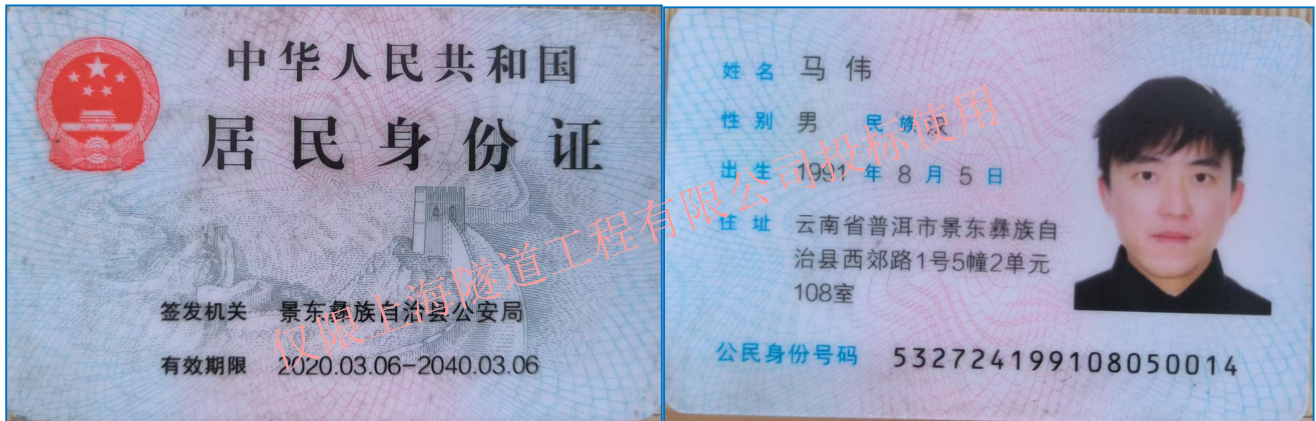 中华人民共和国
居民身份证
签发机关 景东彝族自治县公安局
有效期限 2020.03.06-2040.03.06
姓名 马伟
性别 男 民族 汉
出生 1991 年 8 月 5 日
住址 云南省普洱市景东彝族自
治县西郊路1号5幢2单元
108室
公民身份号码 532724199108050014
仅限上海隧道工程有限公司投标使用